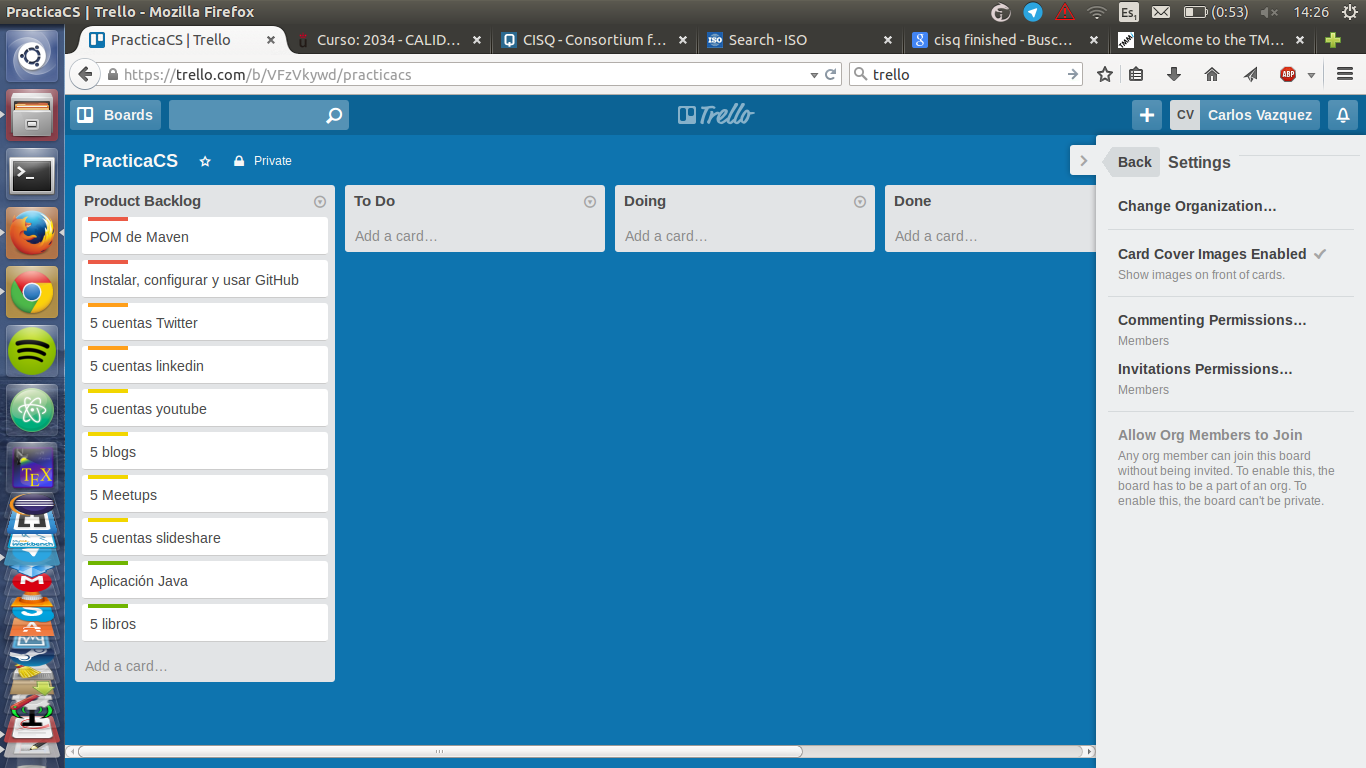 PracticaCS | Trello - Mozilla Firefox
Es1 (0:53) 14:26
PracticaCS | Trello
Curso: 2034 - CALID...
CISQ - Consortium f...
Search - ISO
cisq finished - Busc...
Welcome to the TM...
https://trello.com/b/VFzVkywd/practicacs
trello
ABP
Boards
Trello
CV
Carlos Vazquez
PracticaCS
Private
Back
Settings
Product Backlog
POM de Maven
Instalar, configurar y usar GitHub
5 cuentas Twitter
5 cuentas linkedin
5 cuentas youtube
5 blogs
5 Meetups
5 cuentas slideshare
Aplicación Java
5 libros
Add a card…
To Do
Add a card…
Doing
Add a card…
Done
Add a card…
Change Organization…
Card Cover Images Enabled
Show images on front of cards.
Commenting Permissions…
Members
Invitations Permissions…
Members
Allow Org Members to Join
Any org member can join this board
without being invited. To enable this, the
board has to be a part of an org. To
enable this, the board can't be private.
TEX
Workbench